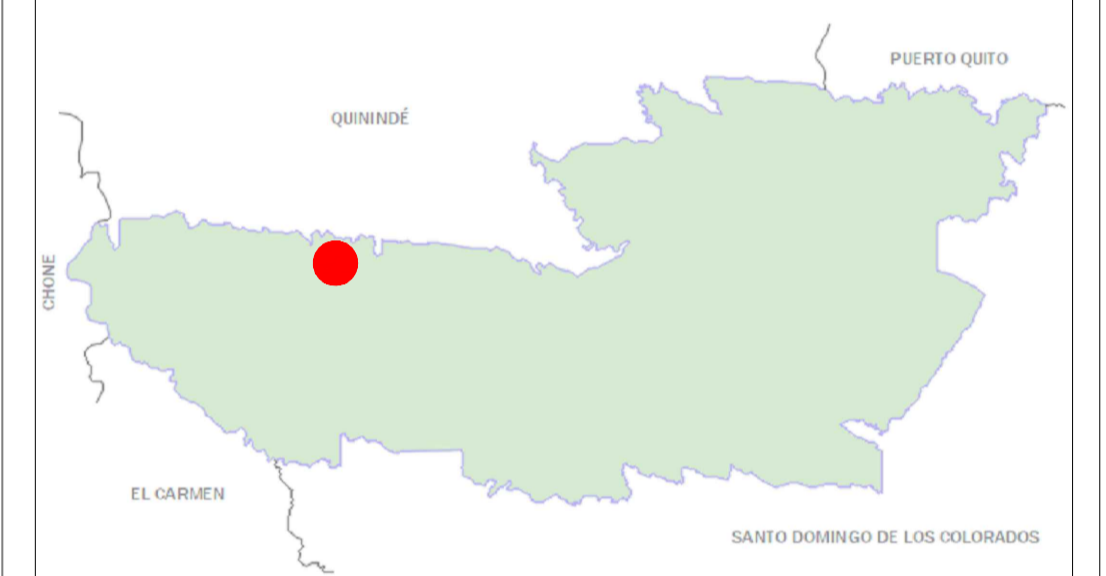 PUERTO QUITO
QUININDÉ
CHONE
EL CARMEN
SANTO DOMINGO DE LOS COLORADOS